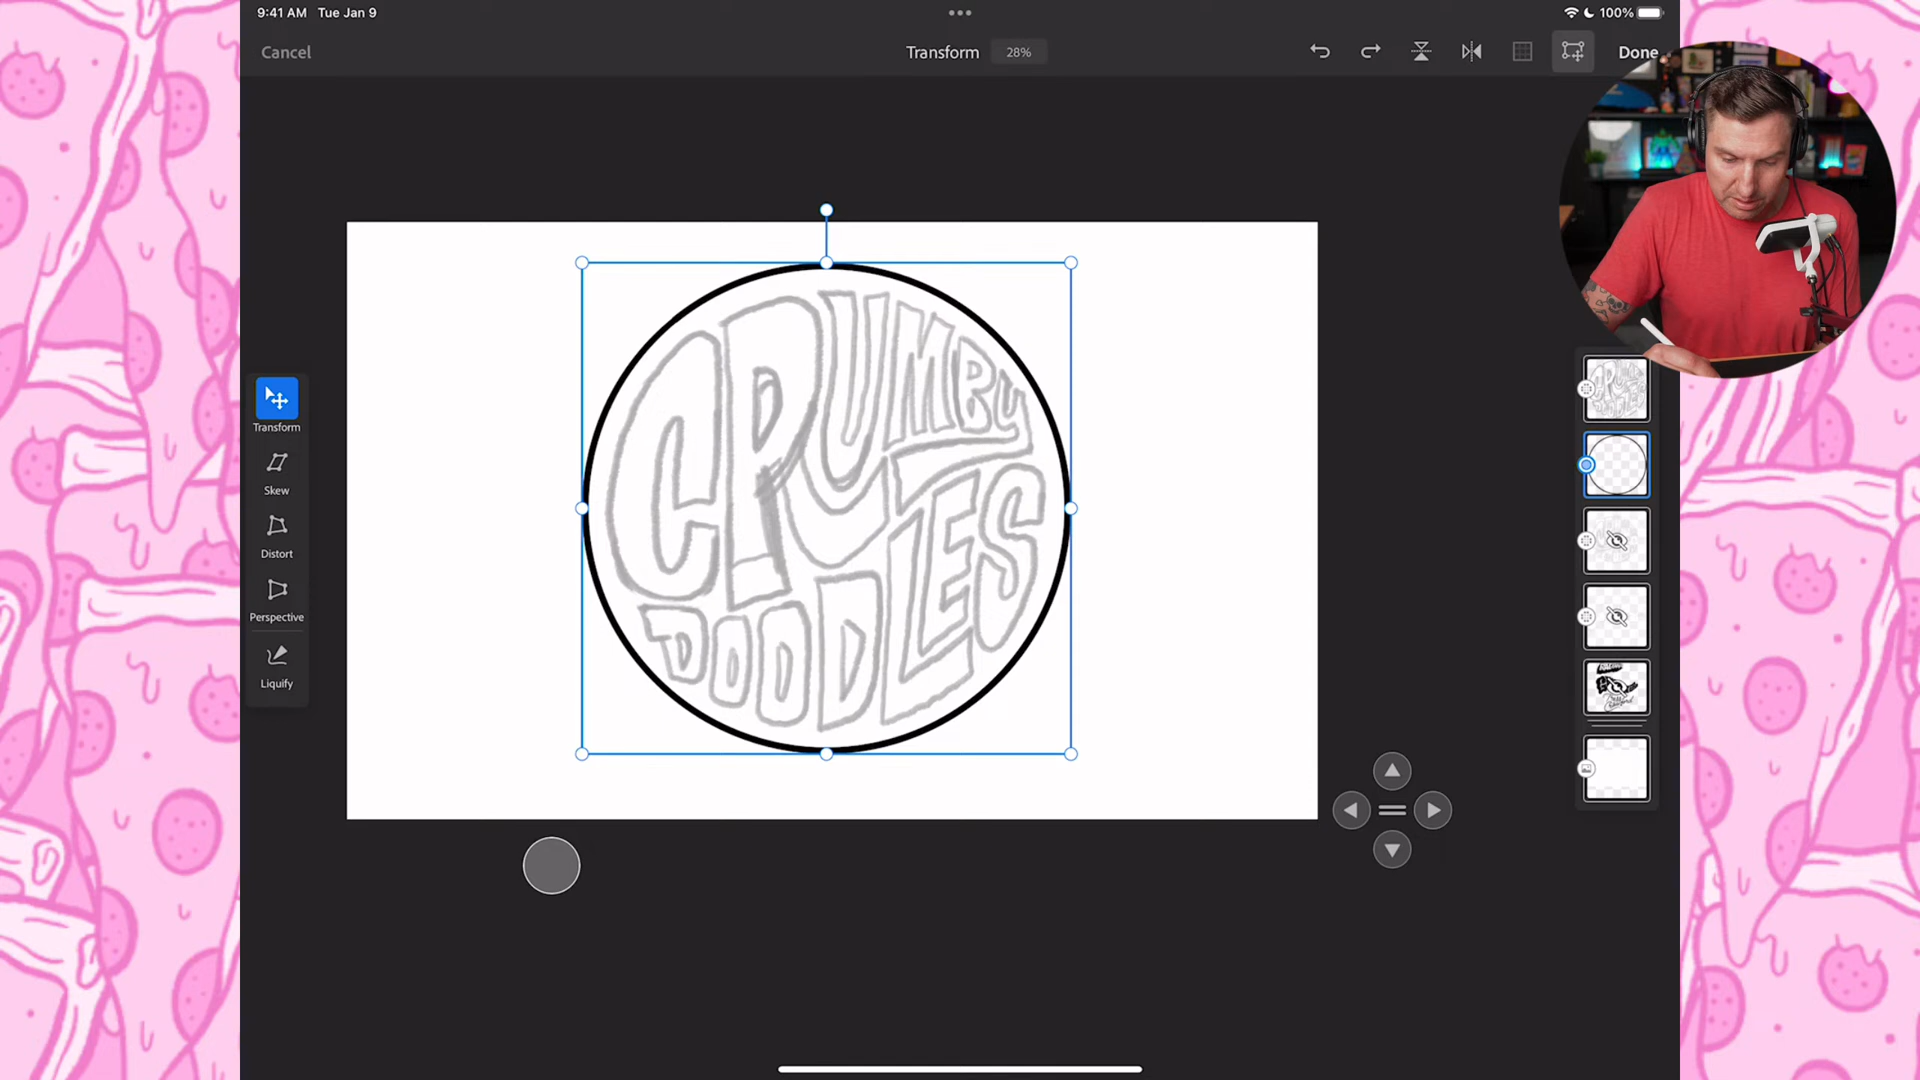 9:41 AM Tue Jan 9 100%
Cancel Transform 28% Done
CRUMBY
DOODLES
Transform
Skew
Distort
Perspective
Liquify